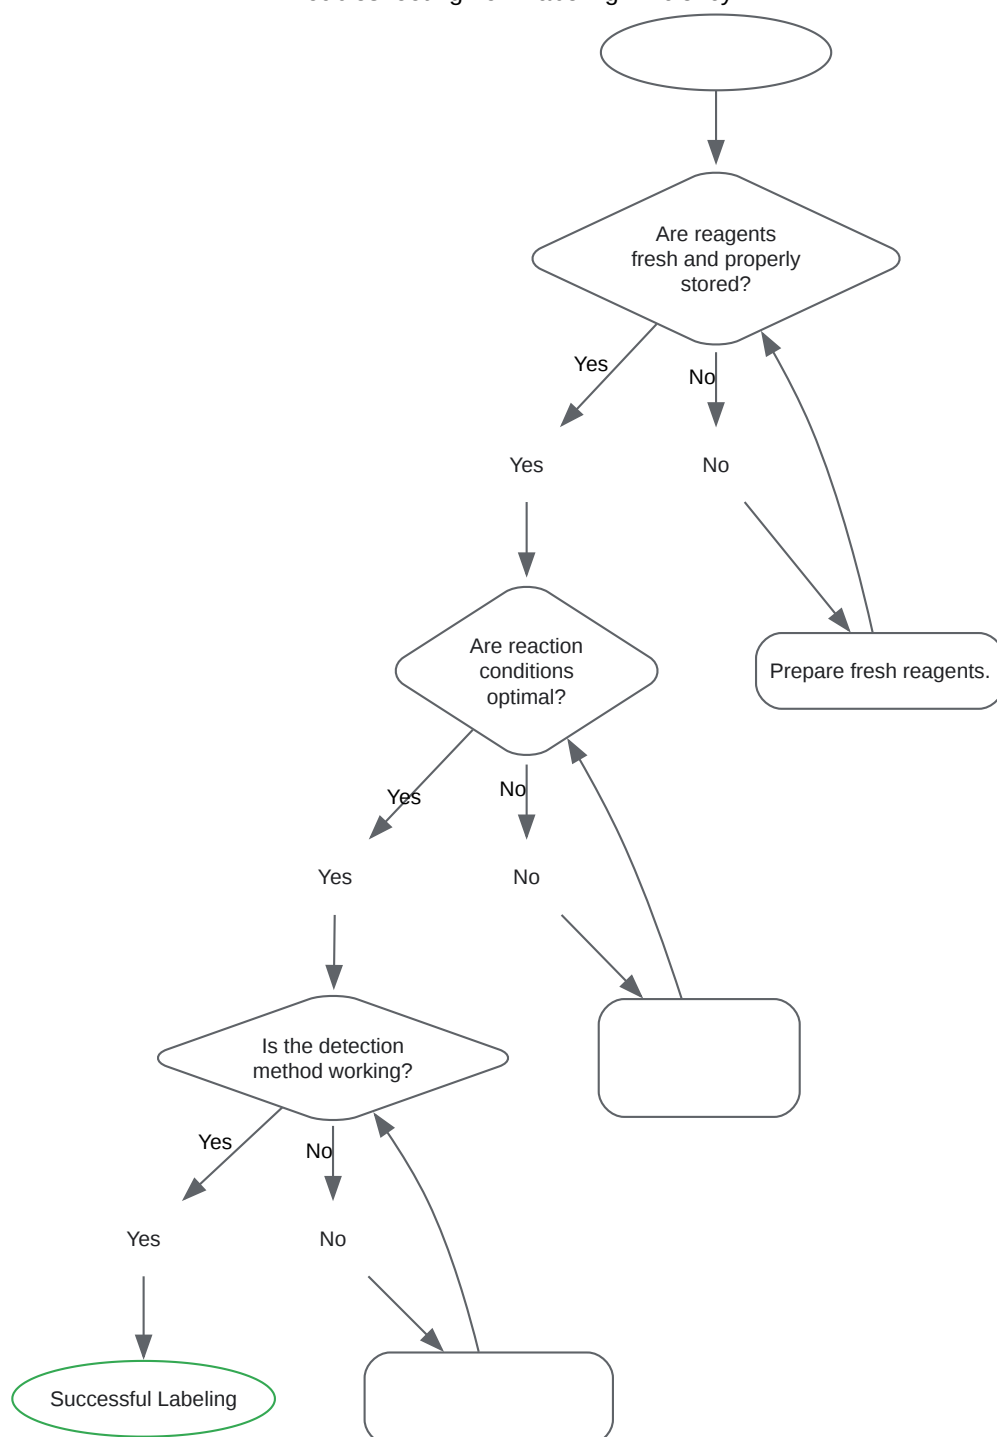 Are reagents
fresh and properly
stored?
Yes
No
Yes
No
Are reaction
conditions
optimal?
Prepare fresh reagents.
Yes
No
Yes
No
Is the detection
method working?
Yes
No
Yes
No
Successful Labeling